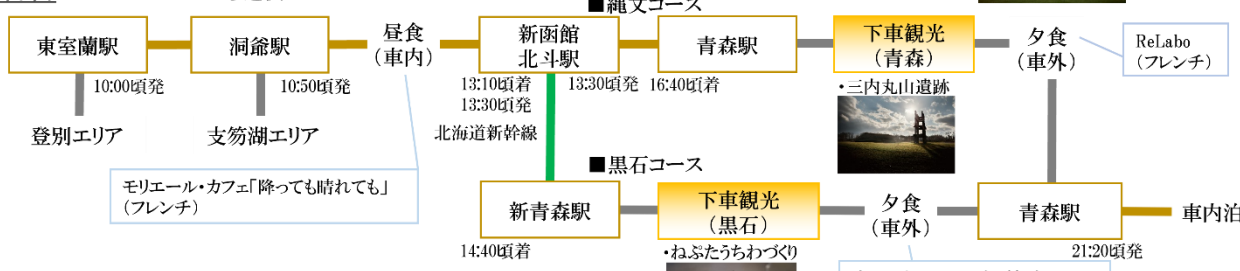 ■縄文コース
東室蘭駅
10:00頃発
登別エリア
洞爺駅
10:50頃発
支笏湖エリア
昼食
（車内）
モリエール・カフェ「降っても晴れても」
（フレンチ）
新函館
北斗駅
13:10頃着
13:30頃発
13:30頃発
北海道新幹線
青森駅
16:40頃着
下車観光
（青森）
・三内丸山遺跡
夕食
（車外）
ReLabo
（フレンチ）
■黒石コース
新青森駅
14:40頃着
下車観光
（黒石）
・ねぷたうちわづくり
夕食
（車外）
青森駅
21:20頃発
車内泊